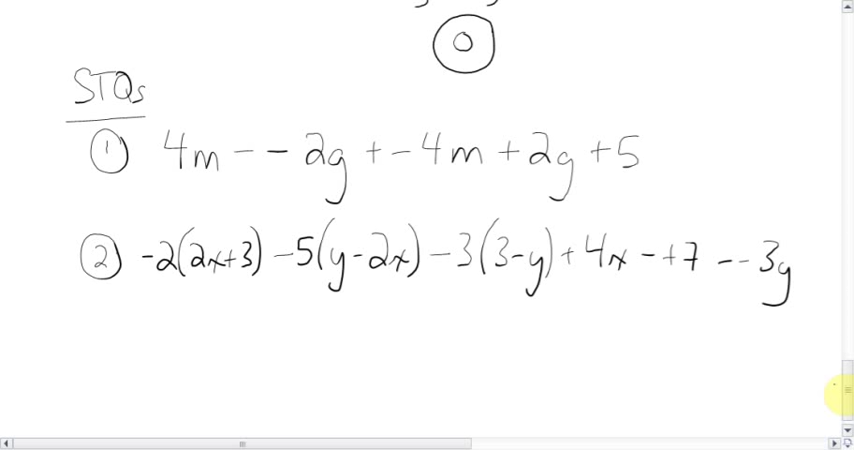 0
STQs
① 4m - - 2g + - 4m + 2g + 5
② -2(2x+3) - 5(y - 2x) - 3(3-y) + 4x - +7 - - 3y